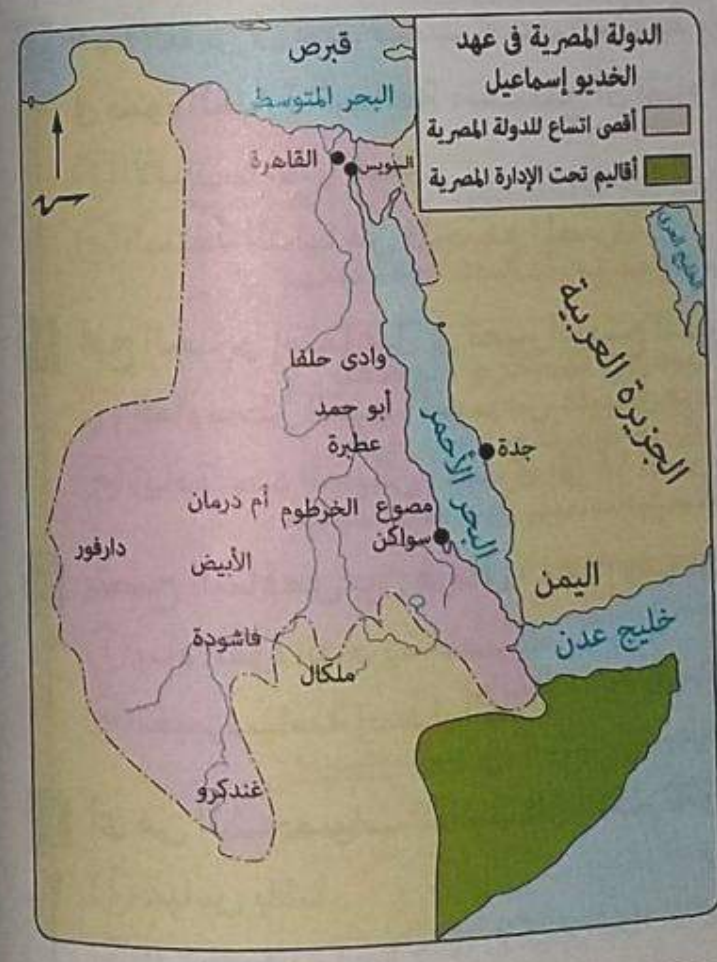 الدولة المصرية فى عهد
الخديو إسماعيل
أقصى اتساع للدولة المصرية
أقاليم تحت الإدارة المصرية
قبرص
البحر المتوسط
القاهرة
السويس
الخليج العربى
الجزيرة العربية
وادى حلفا
أبو حمد
عطبرة
البحر الأحمر
جدة
أم درمان
الخرطوم
مصوع
سواكن
دارفور
الأبيض
اليمن
خليج عدن
فاشودة
ملكال
غندكرو